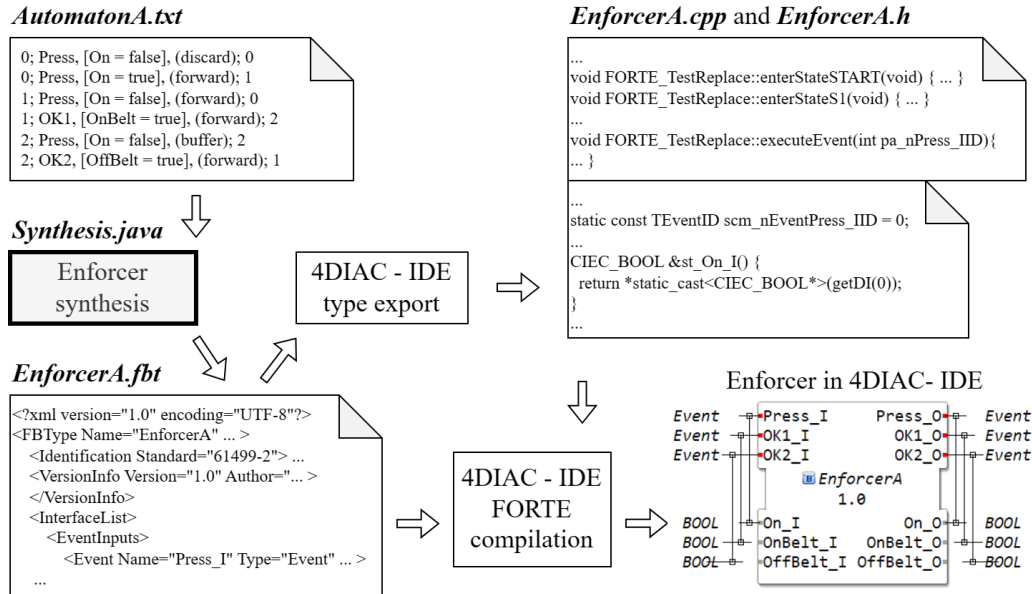 AutomatonA.txt
0; Press, [On = false], (discard); 0
0; Press, [On = true], (forward); 1
1; Press, [On = false], (forward); 0
1; OK1, [OnBelt = true], (forward); 2
2; Press, [On = false], (buffer); 2
2; OK2, [OffBelt = true], (forward); 1
EnforcerA.cpp and EnforcerA.h
...
void FORTE_TestReplace::enterStateSTART(void) { ... }
void FORTE_TestReplace::enterStateS1(void) { ... }
...
void FORTE_TestReplace::executeEvent(int pa_nPress_IID){
... }
...
static const TEventID scm_nEventPress_IID = 0;
...
CIEC_BOOL &st_On_I() {
return *static_cast<CIEC_BOOL*>(getDI(0));
}
...
Synthesis.java
Enforcer
synthesis
4DIAC - IDE
type export
EnforcerA.fbt
<?xml version="1.0" encoding="UTF-8"?>
<FBType Name="EnforcerA" ... >
<Identification Standard="61499-2"> ...
<VersionInfo Version="1.0" Author="... >
</VersionInfo>
<InterfaceList>
<EventInputs>
<Event Name="Press_I" Type="Event" ... >
...
4DIAC - IDE
FORTE
compilation
Enforcer in 4DIAC- IDE
Event Press_I Press_O Event
Event OK1_I OK1_O Event
Event OK2_I OK2_O Event
B EnforcerA
1.0
BOOL On_I On_O BOOL
BOOL OnBelt_I OnBelt_O BOOL
BOOL OffBelt_I OffBelt_O BOOL